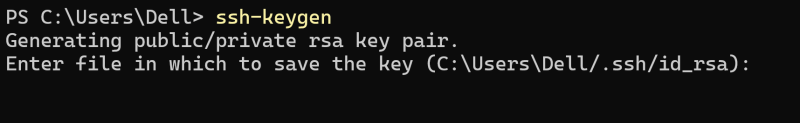 PS C:\Users\Dell> ssh-keygen
Generating public/private rsa key pair.
Enter file in which to save the key (C:\Users\Dell/.ssh/id_rsa):